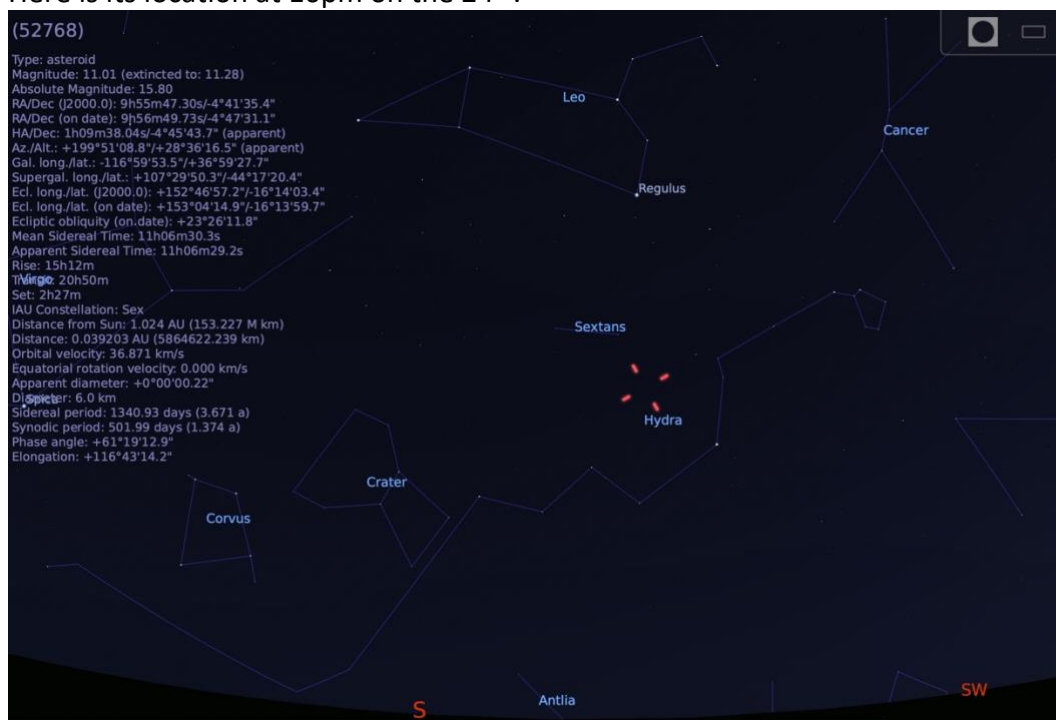 Here is its location at 10pm on the 24
(52768)
Type: asteroid
Magnitude: 11.01 (extincted to: 11.28)
Absolute Magnitude: 15.80
RA/Dec (J2000.0): 9h55m47.30s/-4°41'35.4"
RA/Dec (on date): 9h56m49.73s/-4°47'31.1"
HA/Dec: 1h09m38.04s/-4°45'43.7" (apparent)
Az./Alt.: +199°51'08.8"/+28°36'16.5" (apparent)
Gal. long./lat.: -116°59'53.5"/+36°59'27.7"
Supergal. long./lat.: +107°29'50.3"/-44°17'20.4"
Ecl. long./lat. (J2000.0): +152°46'57.2"/-16°14'03.4"
Ecl. long./lat. (on date): +153°04'14.9"/-16°13'59.7"
Ecliptic obliquity (on date): +23°26'11.8"
Mean Sidereal Time: 11h06m30.3s
Apparent Sidereal Time: 11h06m29.2s
Rise: 15h12m
Transit: 20h50m
Set: 2h27m
IAU Constellation: Sex
Distance from Sun: 1.024 AU (153.227 M km)
Distance: 0.039203 AU (5864622.239 km)
Orbital velocity: 36.871 km/s
Equatorial rotation velocity: 0.000 km/s
Apparent diameter: +0°00'00.22"
Diameter: 6.0 km
Sidereal period: 1340.93 days (3.671 a)
Synodic period: 501.99 days (1.374 a)
Phase angle: +61°19'12.9"
Elongation: +116°43'14.2"
Leo
Cancer
Regulus
Virgo
Sextans
Spica
Hydra
Crater
Corvus
Antlia
S
SW